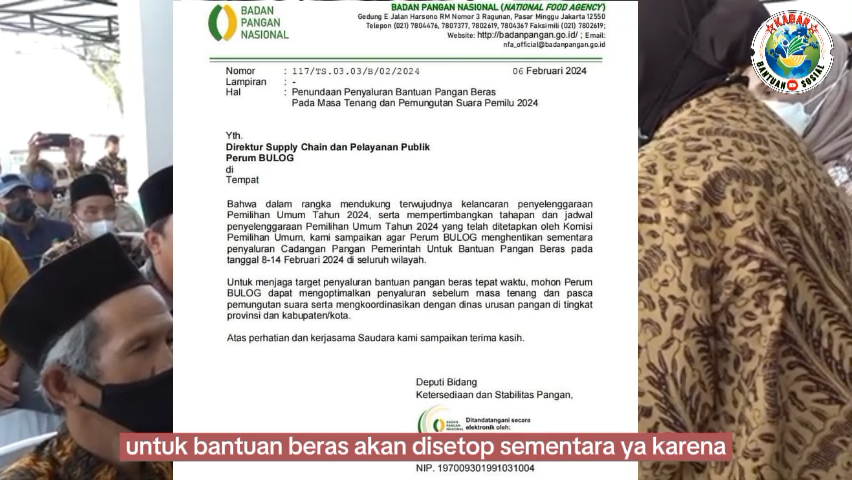 BADAN PANGAN NASIONAL (NATIONAL FOOD AGENCY)
Gedung E Jalan Harsono RM Nomor 3 Ragunan, Pasar Minggu Jakarta 12550
Telepon (021) 7804476, 7807377, 7802619, 7804367 Faksimili (021) 7802619;
Website: http://badanpangan.go.id/ ; Email:
nfa_official@badanpangan.go.id
BADAN
PANGAN
NASIONAL
KABAR
BANTUAN SOSIAL
Nomor : 117/TS.03.03/B/02/2024 06 Februari 2024
Lampiran : -
Hal : Penundaan Penyaluran Bantuan Pangan Beras
Pada Masa Tenang dan Pemungutan Suara Pemilu 2024
Yth.
Direktur Supply Chain dan Pelayanan Publik
Perum BULOG
di
Tempat
Bahwa dalam rangka mendukung terwujudnya kelancaran penyelenggaraan
Pemilihan Umum Tahun 2024, serta mempertimbangkan tahapan dan jadwal
penyelenggaraan Pemilihan Umum Tahun 2024 yang telah ditetapkan oleh Komisi
Pemilihan Umum, kami sampaikan agar Perum BULOG menghentikan sementara
penyaluran Cadangan Pangan Pemerintah Untuk Bantuan Pangan Beras pada
tanggal 8-14 Februari 2024 di seluruh wilayah.
Untuk menjaga target penyaluran bantuan pangan beras tepat waktu, mohon Perum
BULOG dapat mengoptimalkan penyaluran sebelum masa tenang dan pasca
pemungutan suara serta mengkoordinasikan dengan dinas urusan pangan di tingkat
provinsi dan kabupaten/kota.
Atas perhatian dan kerjasama Saudara kami sampaikan terima kasih.
Deputi Bidang
Ketersediaan dan Stabilitas Pangan,
BADAN
PANGAN
NASIONAL
Ditandatangani secara
elektronik oleh:
untuk bantuan beras akan disetop sementara ya karena
NIP. 197009301991031004